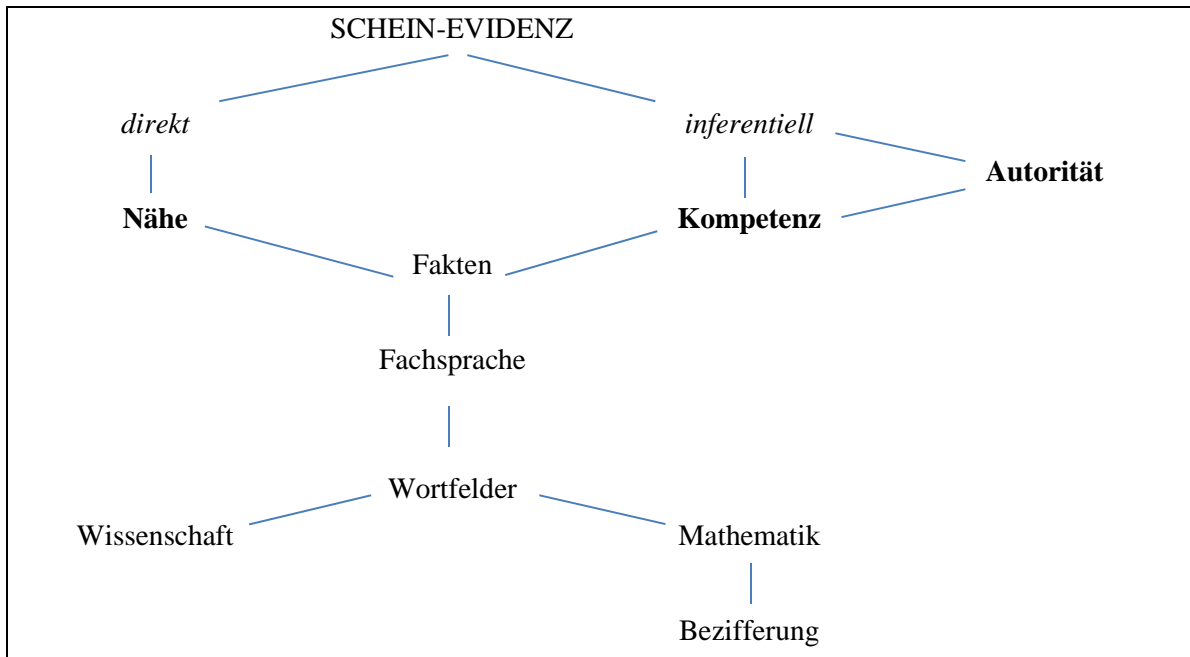 SCHEIN-EVIDENZ
direkt
inferentiell
Autorität
Nähe
Kompetenz
Fakten
Fachsprache
Wortfelder
Wissenschaft
Mathematik
Bezifferung